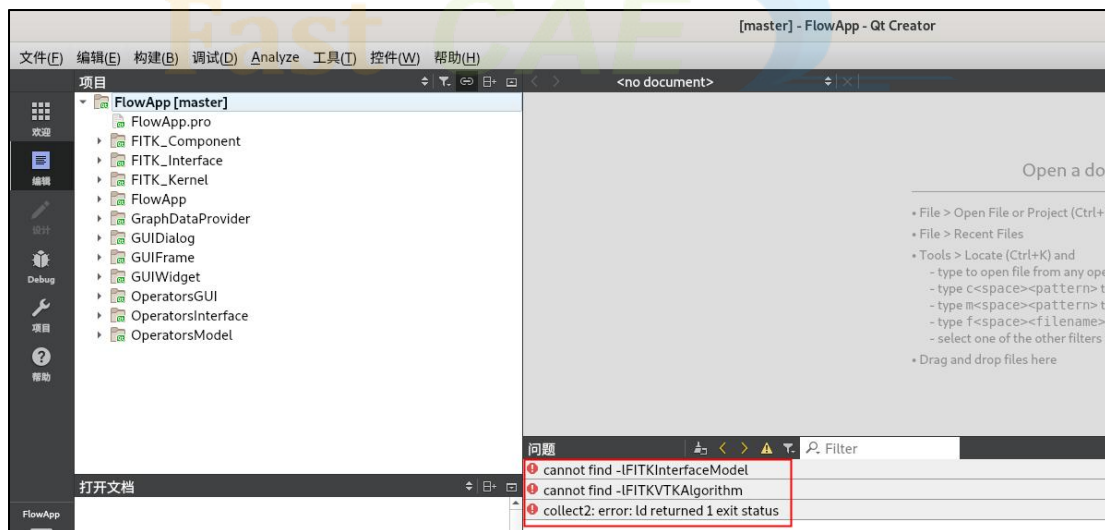 Fast CAE
[master] - FlowApp - Qt Creator
文件(F) 编辑(E) 构建(B) 调试(D) Analyze 工具(T) 控件(W) 帮助(H)
项目
<no document>
欢迎
编辑
设计
Debug
项目
帮助
FlowApp
FlowApp [master]
FlowApp.pro
FITK_Component
FITK_Interface
FITK_Kernel
FlowApp
GraphDataProvider
GUIDialog
GUIFrame
GUIWidget
OperatorsGUI
OperatorsInterface
OperatorsModel
打开文档
Open a do
• File > Open File or Project (Ctrl+
• File > Recent Files
• Tools > Locate (Ctrl+K) and
- type to open file from any ope
- type c<space><pattern> t
- type m<space><pattern> t
- type f<space><filename>
- select one of the other filters
• Drag and drop files here
问题
Filter
cannot find -lFITKInterfaceModel
cannot find -lFITKVTKAlgorithm
collect2: error: ld returned 1 exit status